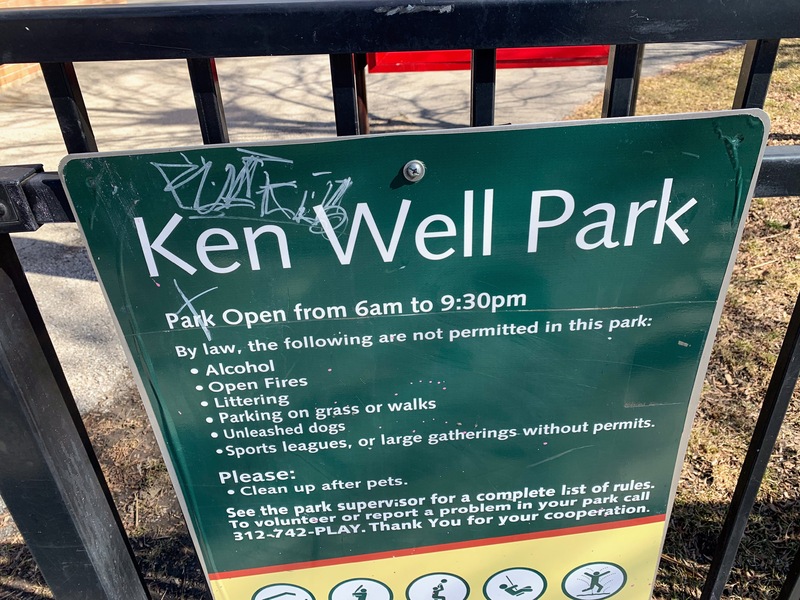 Ken Well Park
Park Open from 6am to 9:30pm
By law, the following are not permitted in this park:
• Alcohol
• Open Fires
• Littering
• Parking on grass or walks
• Unleashed dogs
• Sports leagues, or large gatherings without permits.
Please:
• Clean up after pets.
See the park supervisor for a complete list of rules.
To volunteer or report a problem in your park call
312-742-PLAY. Thank You for your cooperation.